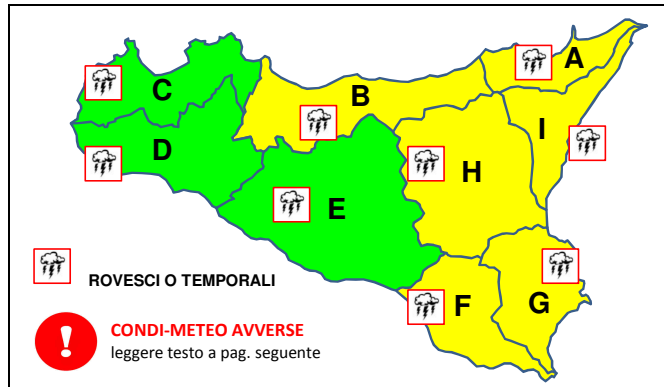 A
B
C
I
D
H
E
ROVESCI O TEMPORALI
F
G
CONDI-METEO AVVERSE
leggere testo a pag. seguente
!